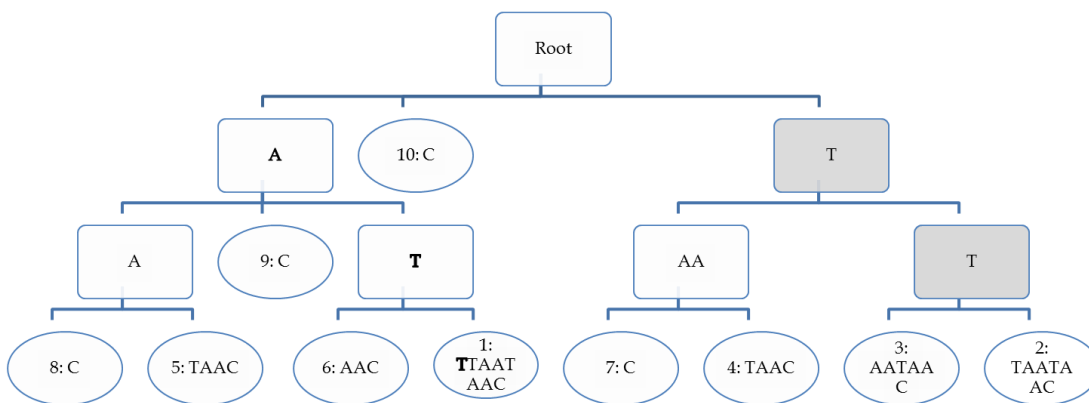 Root
A
10: C
T
A
9: C
T
AA
T
8: C
5: TAAC
6: AAC
1:
TTAAT
AAC
7: C
4: TAAC
3:
AATAA
C
2:
TAATA
AC